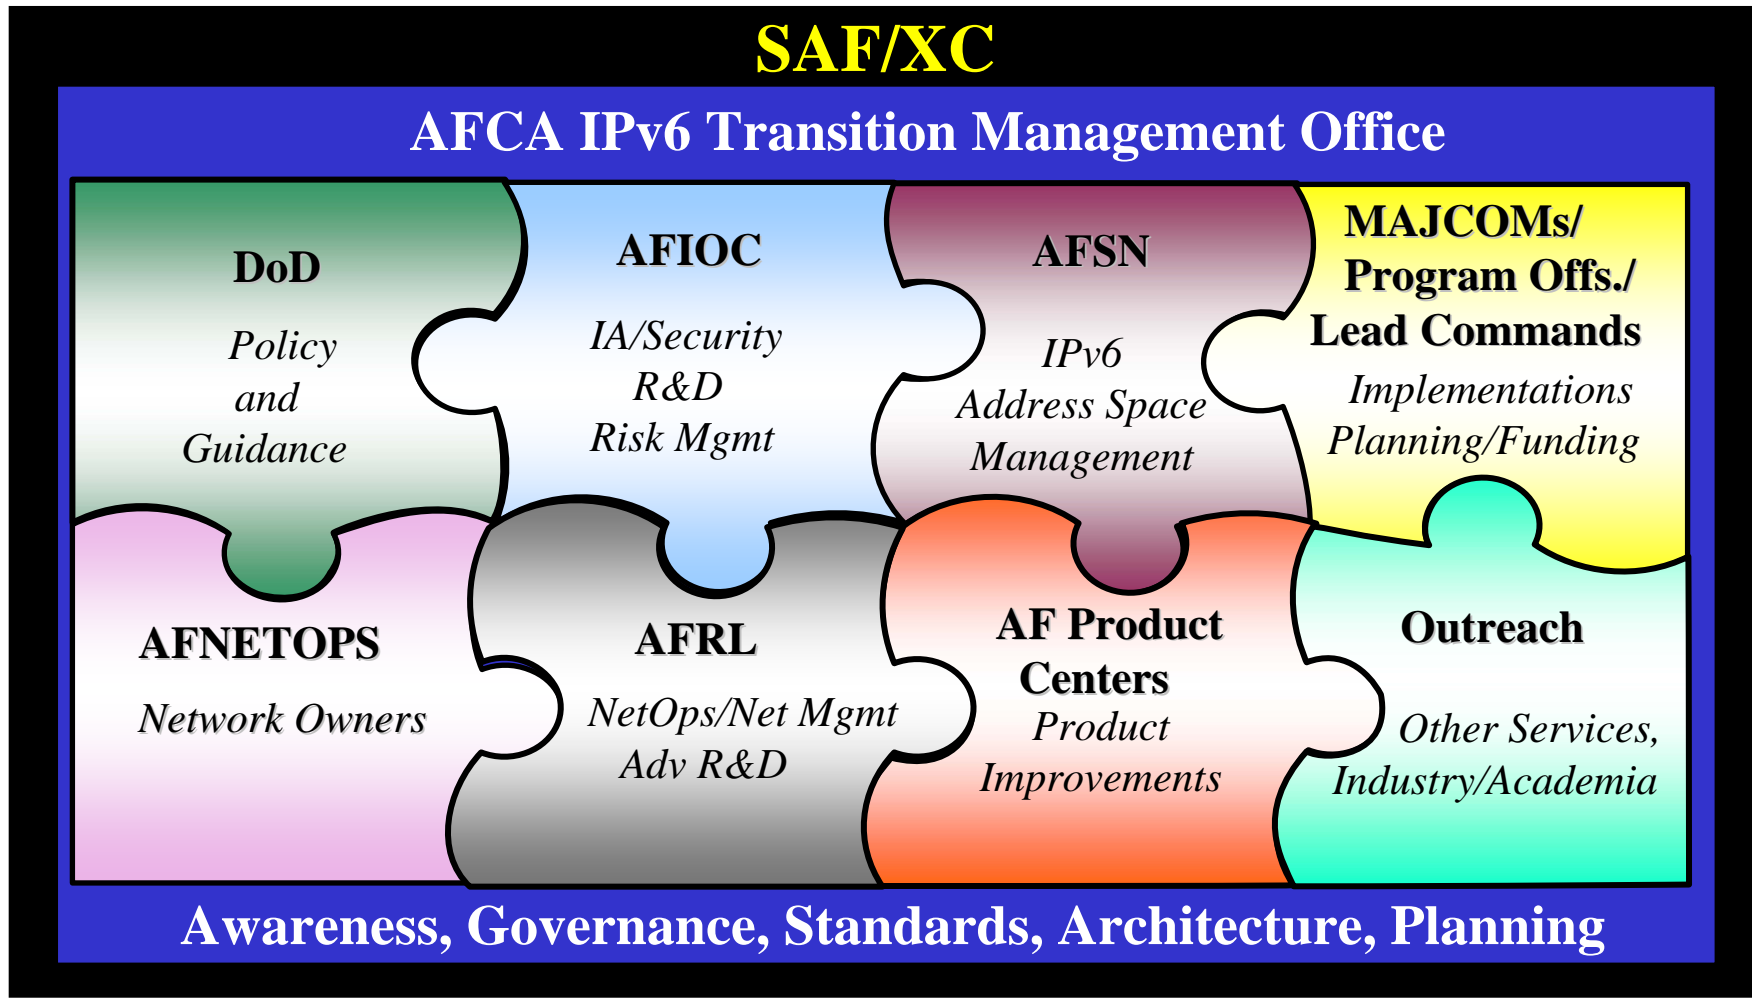 SAF/XC
AFCA IPv6 Transition Management Office
DoD
Policy
and
Guidance
AFIOC
IA/Security
R&D
Risk Mgmt
AFSN
IPv6
Address Space
Management
MAJCOMs/
Program Offs./
Lead Commands
Implementations
Planning/Funding
AFNETOPS
Network Owners
AFRL
NetOps/Net Mgmt
Adv R&D
AF Product
Centers
Product
Improvements
Outreach
Other Services,
Industry/Academia
Awareness, Governance, Standards, Architecture, Planning